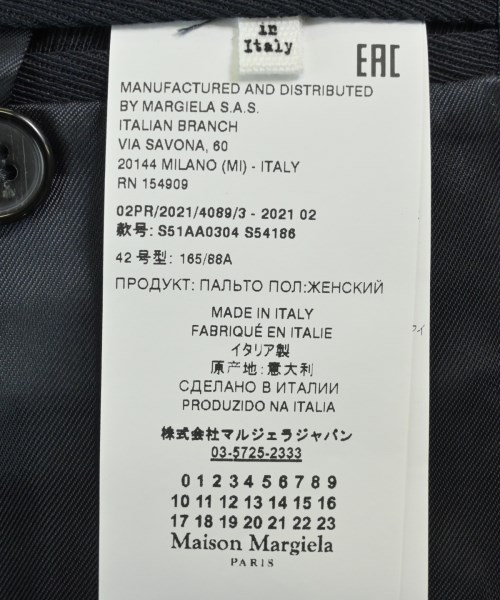 in
Italy
EAC
MANUFACTURED AND DISTRIBUTED
BY MARGIELA S.A.S.
ITALIAN BRANCH
VIA SAVONA, 60
20144 MILANO (MI) - ITALY
RN 154909
02PR/2021/4089/3 - 2021 02
款号: S51AA0304 S54186
42 号型: 165/88A
ПРОДУКТ: ПАЛЬТО ПОЛ:ЖЕНСКИЙ
MADE IN ITALY
FABRIQUÉ EN ITALIE
イタリア製
原产地:意大利
СДЕЛАНО В ИТАЛИИ
PRODUZIDO NA ITALIA
株式会社マルジェラジャパン
03-5725-2333
0 1 2 3 4 5 6 7 8 9
10 11 12 13 14 15 16
17 18 19 20 21 22 23
Maison Margiela
PARIS